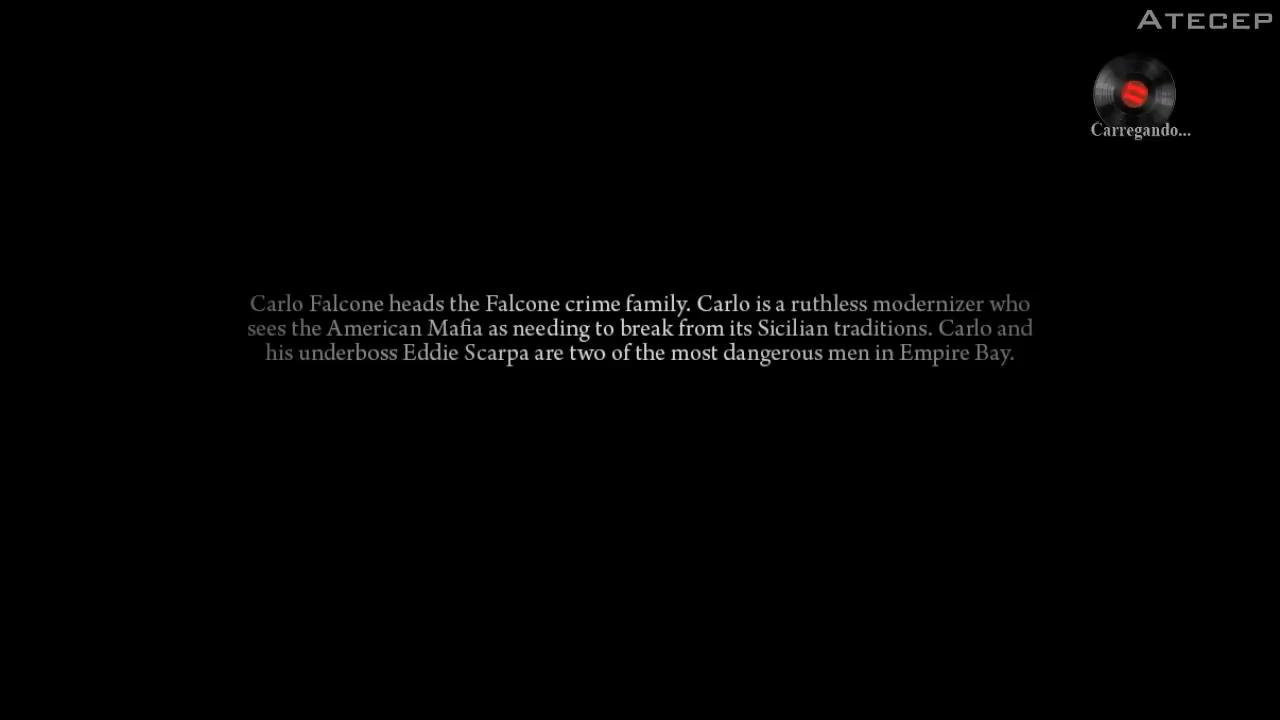 ATECEP
Carregando...
Carlo Falcone heads the Falcone crime family. Carlo is a ruthless modernizer who
sees the American Mafia as needing to break from its Sicilian traditions. Carlo and
his underboss Eddie Scarpa are two of the most dangerous men in Empire Bay.